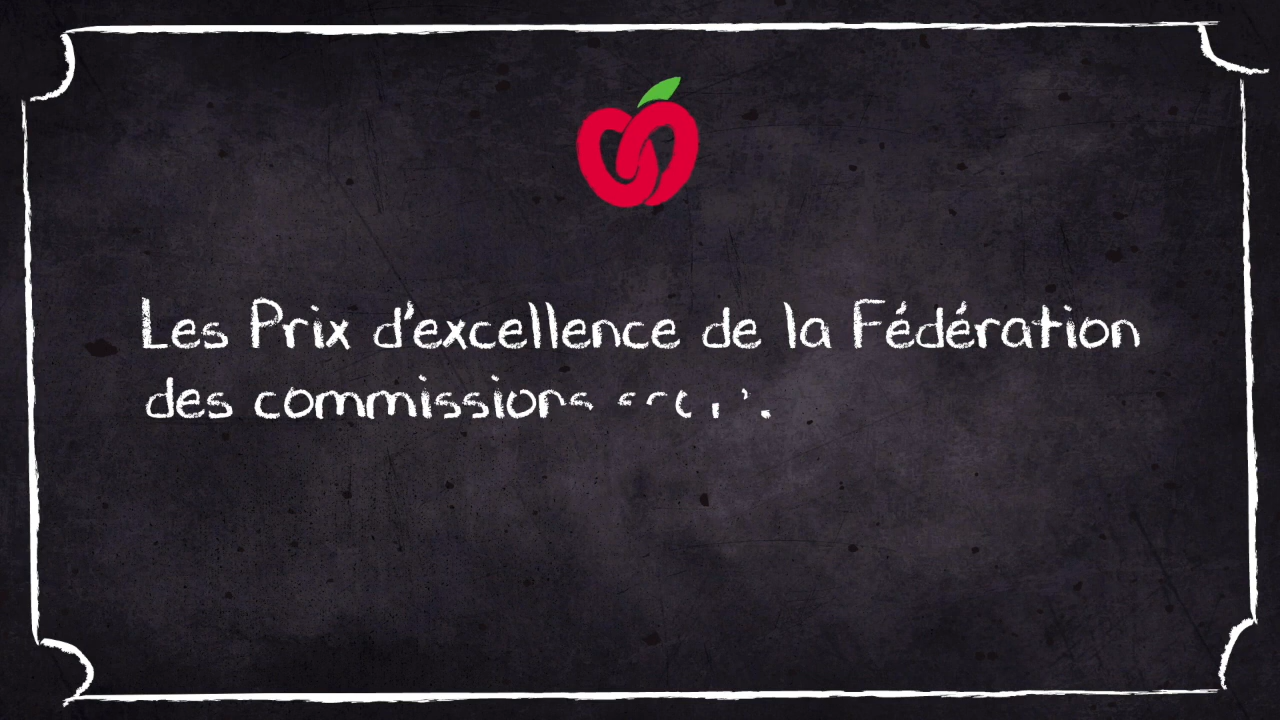 Les Prix d'excellence de la Fédération
des commissions